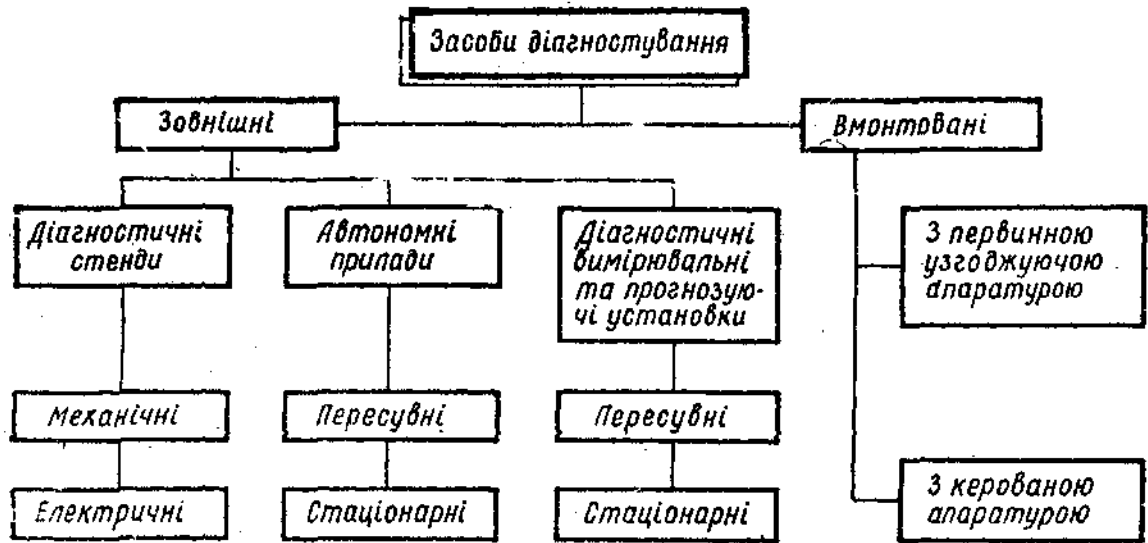 Засоби діагностування
Зовнішні
Вмонтовані
Діагностичні
стенди
Автономні
прилади
Діагностичні
вимірювальні
та прогнозую-
чі установки
З первинною
узгоджуючою
апаратурою
Механічні
Пересувні
Пересувні
Електричні
Стаціонарні
Стаціонарні
З керованою
апаратурою